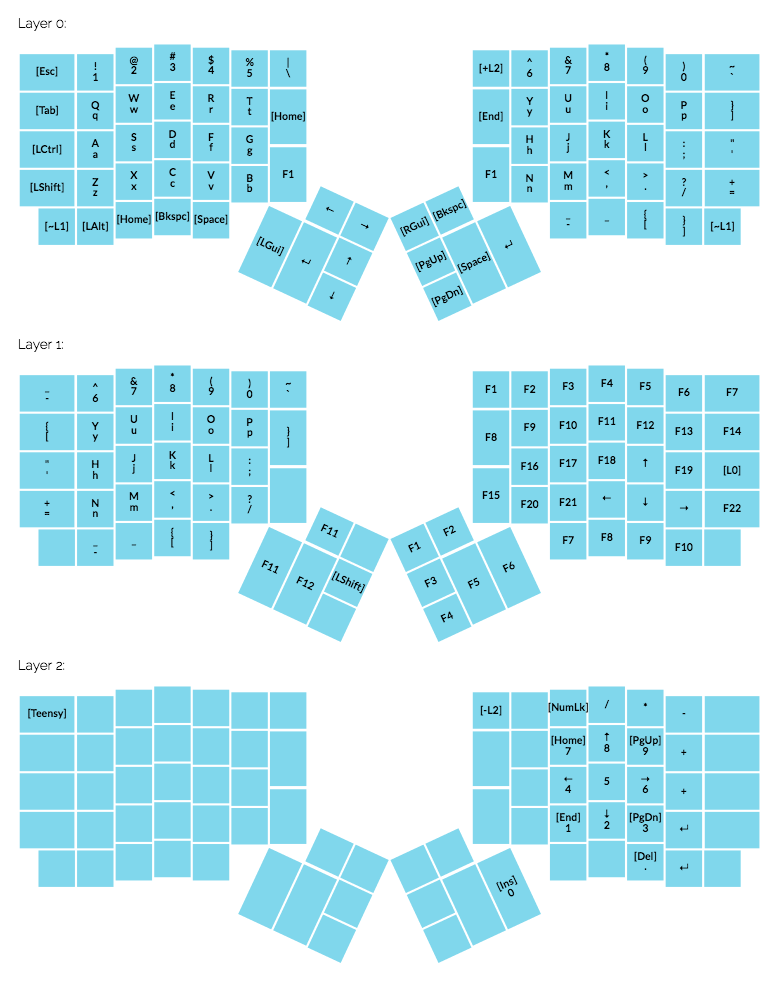 Layer 0:
[Esc] ! 1 @ 2 # 3 $ 4 % 5 | \ [+L2] ^ 6 & 7 * 8 ( 9 ) 0 ~ `
[Tab] Q q W w E e R r T t [Home] [End] Y y U u I i O o P p } ]
[LCtrl] A a S s D d F f G g H h J j K k L l : ; " '
[LShift] Z z X x C c V v B b F1 F1 N n M m < , > . ? / + =
[~L1] [LAlt] [Home] [Bkspc] [Space] _ - _ { [ } ] [~L1]
← → [RGui] [Bkspc]
[LGui] ↵ ↑ [PgUp] [Space] ↵
↓ [PgDn]
Layer 1:
_ - ^ 6 & 7 * 8 ( 9 ) 0 ~ ` F1 F2 F3 F4 F5 F6 F7
{ [ Y y U u I i O o P p } ] F8 F9 F10 F11 F12 F13 F14
" ' H h J j K k L l : ; F16 F17 F18 ↑ F19 [L0]
+ = N n M m < , > . ? / F15 F20 F21 ← ↓ → F22
_ - _ { [ } ] F7 F8 F9 F10
F11 F1 F2
F11 F12 [LShift] F3 F5 F6
F4
Layer 2:
[Teensy] [-L2] [NumLk] / * -
[Home] 7 ↑ 8 [PgUp] 9 +
← 4 5 → 6 +
[End] 1 ↓ 2 [PgDn] 3 ↵
[Del] . ↵
[Ins] 0